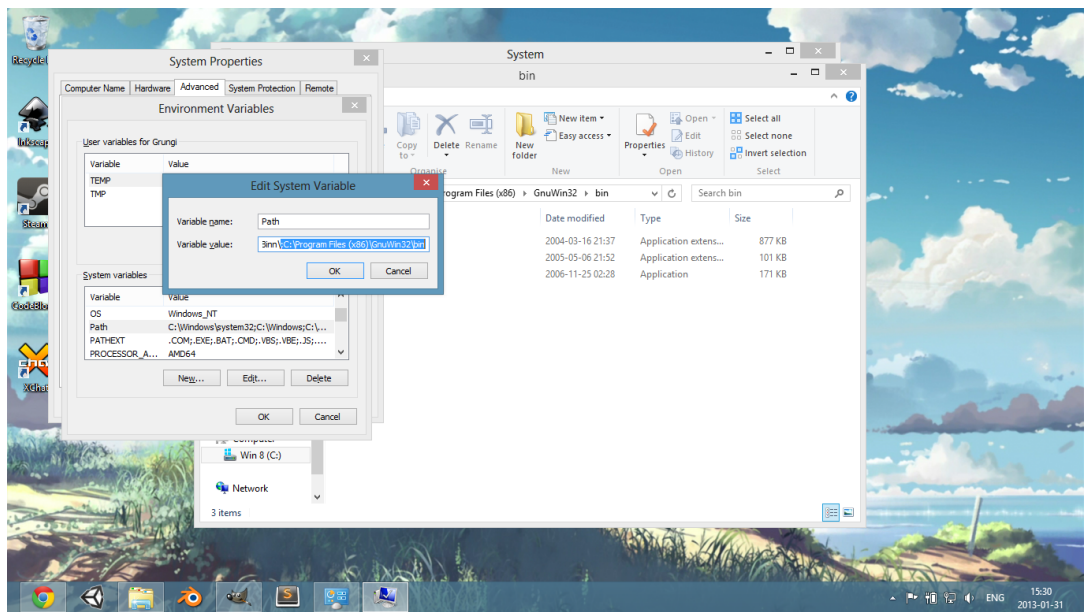 Recycle
Inkscap
Steam
CodeBlo
XChat
System
bin
System Properties
Computer Name Hardware Advanced System Protection Remote
Environment Variables
User variables for Grungi
Variable Value
TEMP
TMP
Edit System Variable
Variable name: Path
Variable value: 3inn\;C:\Program Files (x86)\GnuWin32\bin
OK Cancel
System variables
Variable Value
OS Windows_NT
Path C:\Windows\system32;C:\Windows;C:\...
PATHEXT .COM;.EXE;.BAT;.CMD;.VBS;.VBE;.JS;....
PROCESSOR_A... AMD64
New... Edit... Delete
OK Cancel
Copy to
Delete
Rename
New folder
Organise
New item
Easy access
New
Properties
Open
Edit
History
Open
Select all
Select none
Invert selection
Select
ogram Files (x86) GnuWin32 bin
Search bin
Date modified Type Size
2004-03-16 21:37 Application extens... 877 KB
2005-05-06 21:52 Application extens... 101 KB
2006-11-25 02:28 Application 171 KB
Computer
Win 8 (C:)
Network
3 items
ENG
15:30
2013-01-31